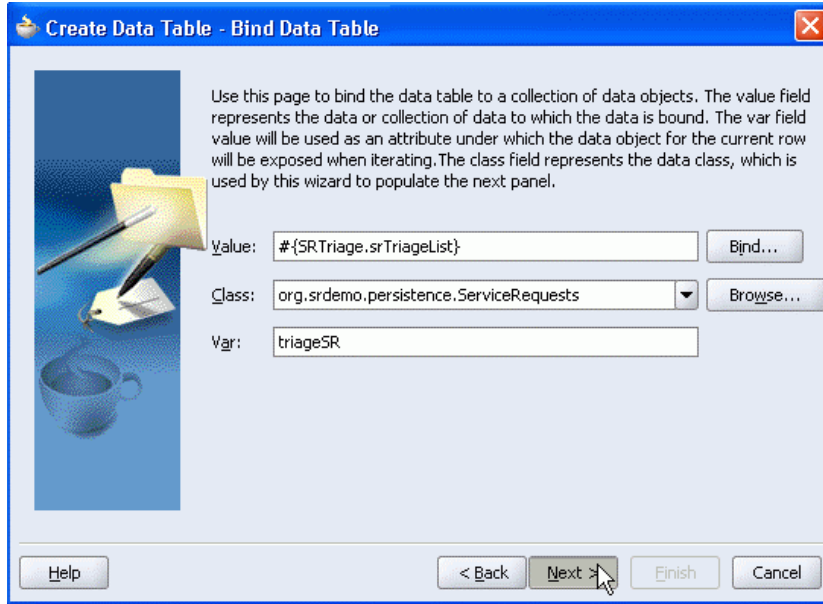 Create Data Table - Bind Data Table
Use this page to bind the data table to a collection of data objects. The value field
represents the data or collection of data to which the data is bound. The var field
value will be used as an attribute under which the data object for the current row
will be exposed when iterating.The class field represents the data class, which is
used by this wizard to populate the next panel.
Value: #{SRTriage.srTriageList} Bind...
Class: org.srdemo.persistence.ServiceRequests Browse...
Var: triageSR
Help < Back Next > Finish Cancel